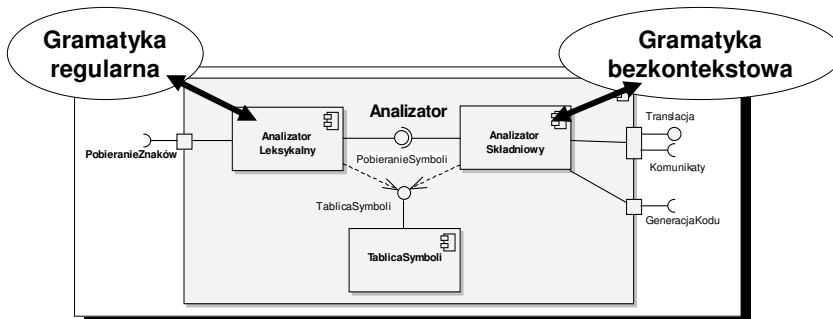 Gramatyka
regularna
Gramatyka
bezkontekstowa
Analizator
Translacja
Analizator
Leksykalny
Analizator
Składniowy
PobieranieZnaków
PobieranieSymboli
Komunikaty
TablicaSymboli
GeneracjaKodu
TablicaSymboli